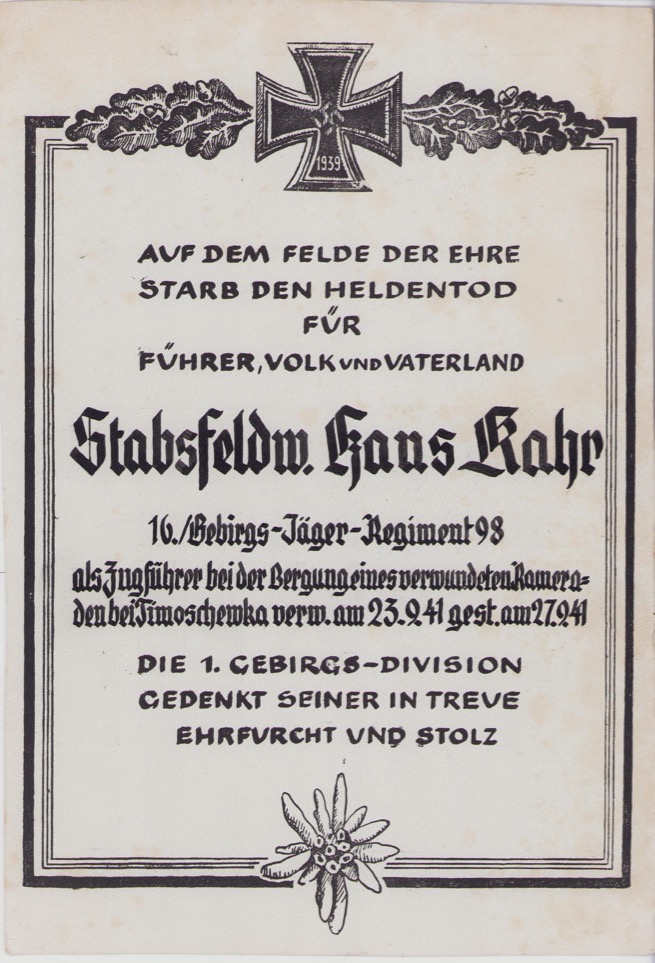 1939
AUF DEM FELDE DER EHRE
STARB DEN HELDENTOD
FÜR
FÜHRER, VOLK UND VATERLAND
Stabsfeldw. Hans Kahr
16./Gebirgs-Jäger-Regiment 98
als Zugführer bei der Bergung eines verwundeten Kamera=
den bei Timoschewka verw. am 23.9.41 gest. am 27.9.41
DIE 1. GEBIRGS-DIVISION
GEDENKT SEINER IN TREUE
EHRFURCHT UND STOLZ